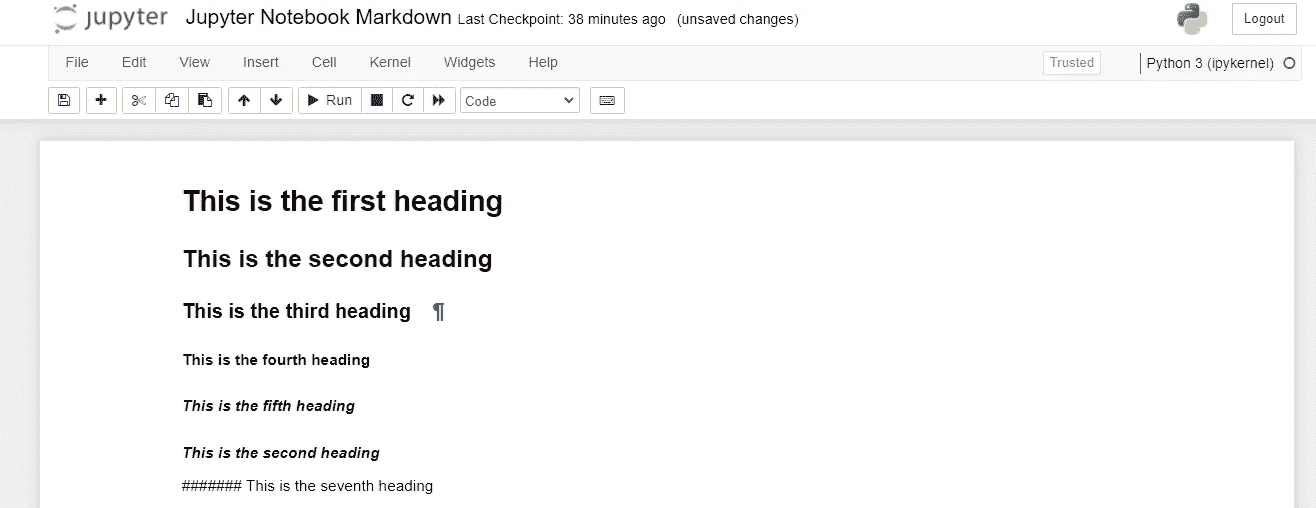 jupyter Jupyter Notebook Markdown Last Checkpoint: 38 minutes ago (unsaved changes) Logout
File Edit View Insert Cell Kernel Widgets Help Trusted Python 3 (ipykernel)
Run Code
This is the first heading
This is the second heading
This is the third heading ¶
This is the fourth heading
This is the fifth heading
This is the second heading
####### This is the seventh heading